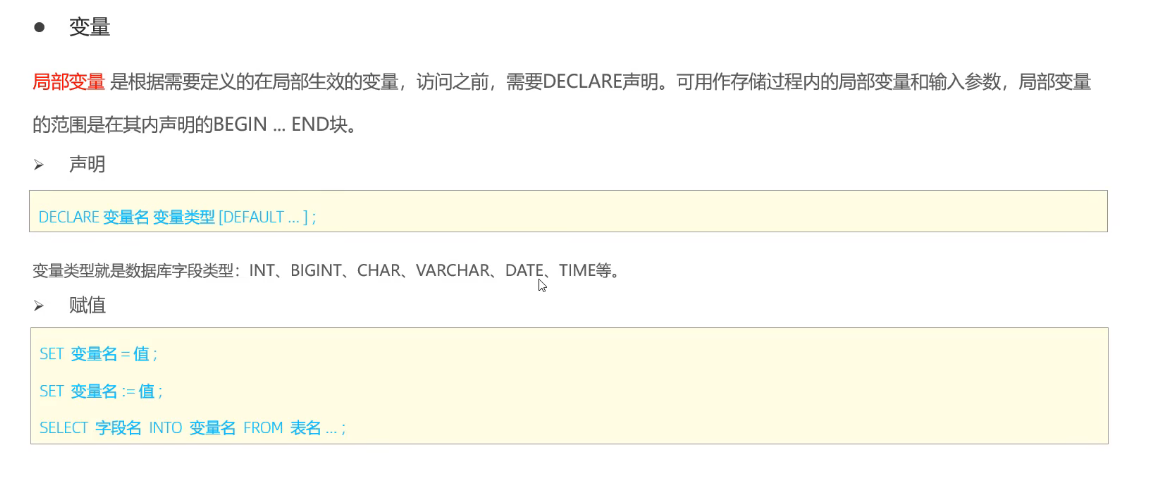 ● 变量
局部变量 是根据需要定义的在局部生效的变量，访问之前，需要DECLARE声明。可用作存储过程内的局部变量和输入参数，局部变量
的范围是在其内声明的BEGIN ... END块。
➢ 声明
DECLARE 变量名 变量类型 [DEFAULT ... ] ;
变量类型就是数据库字段类型：INT、BIGINT、CHAR、VARCHAR、DATE、TIME等。
➢ 赋值
SET 变量名 = 值 ;
SET 变量名 := 值 ;
SELECT 字段名 INTO 变量名 FROM 表名 ... ;